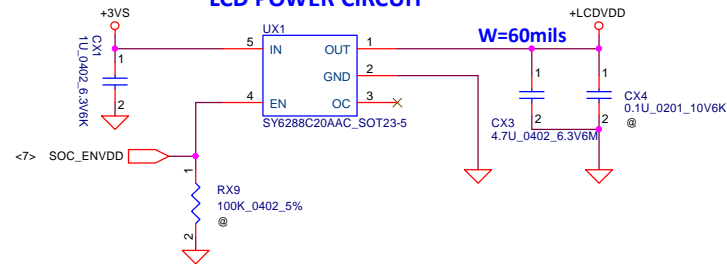 LCD POWER CIRCUIT
+3VS
+LCDVDD
UX1
W=60mils
CX1
1U_0402_6.3V6K
1
2
5
IN
OUT
1
GND
2
4
EN
OC
3
SY6288C20AAC_SOT23-5
1
2
CX3
4.7U_0402_6.3V6M
1
2
CX4
0.1U_0201_10V6K
@
<7>
SOC_ENVDD
1
2
RX9
100K_0402_5%
@